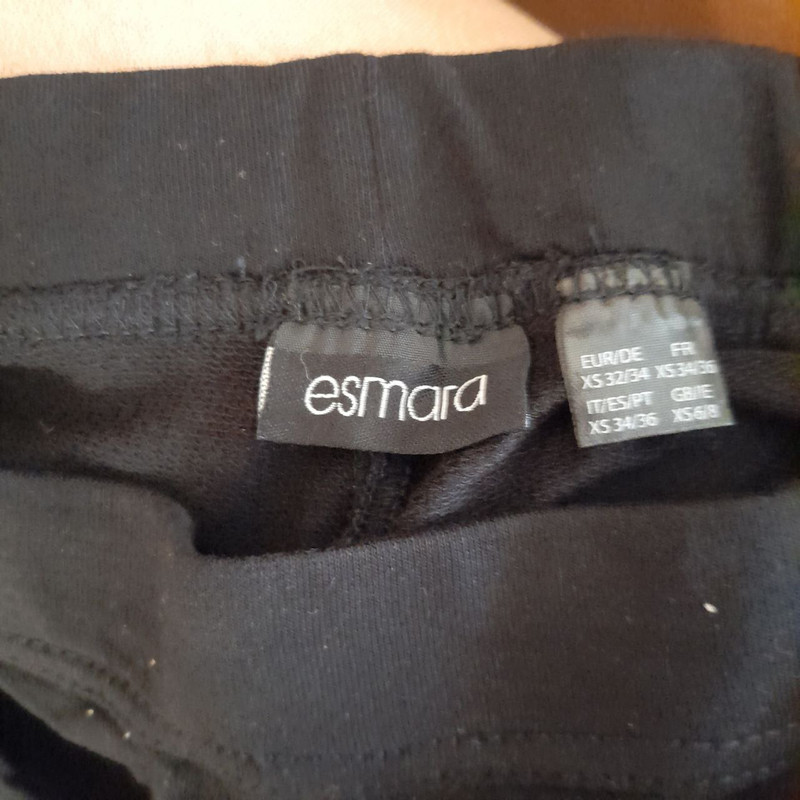 esmara
EUR/DE FR
XS 32/34 XS 34/36
IT/ES/PT GB/IE
XS 34/36 XS 6/8